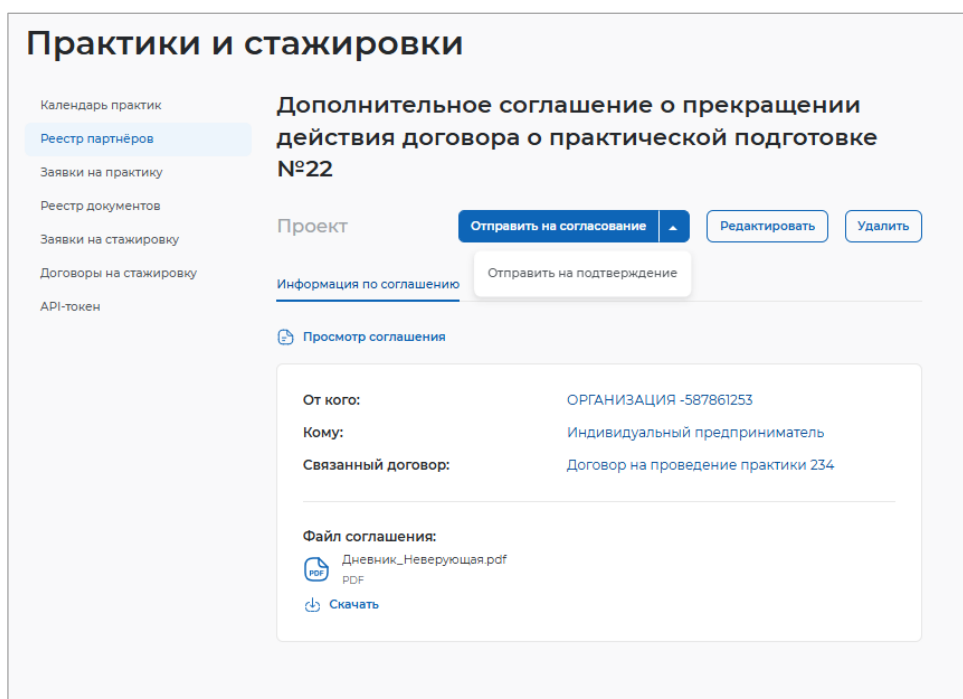 Практики и стажировки
Календарь практик
Реестр партнёров
Заявки на практику
Реестр документов
Заявки на стажировку
Договоры на стажировку
API-токен
Дополнительное соглашение о прекращении
действия договора о практической подготовке
№22
Проект
Отправить на согласование
Редактировать
Удалить
Отправить на подтверждение
Информация по соглашению
Просмотр соглашения
От кого: ОРГАНИЗАЦИЯ -587861253
Кому: Индивидуальный предприниматель
Связанный договор: Договор на проведение практики 234
Файл соглашения:
Дневник_Неверующая.pdf
PDF
PDF
Скачать